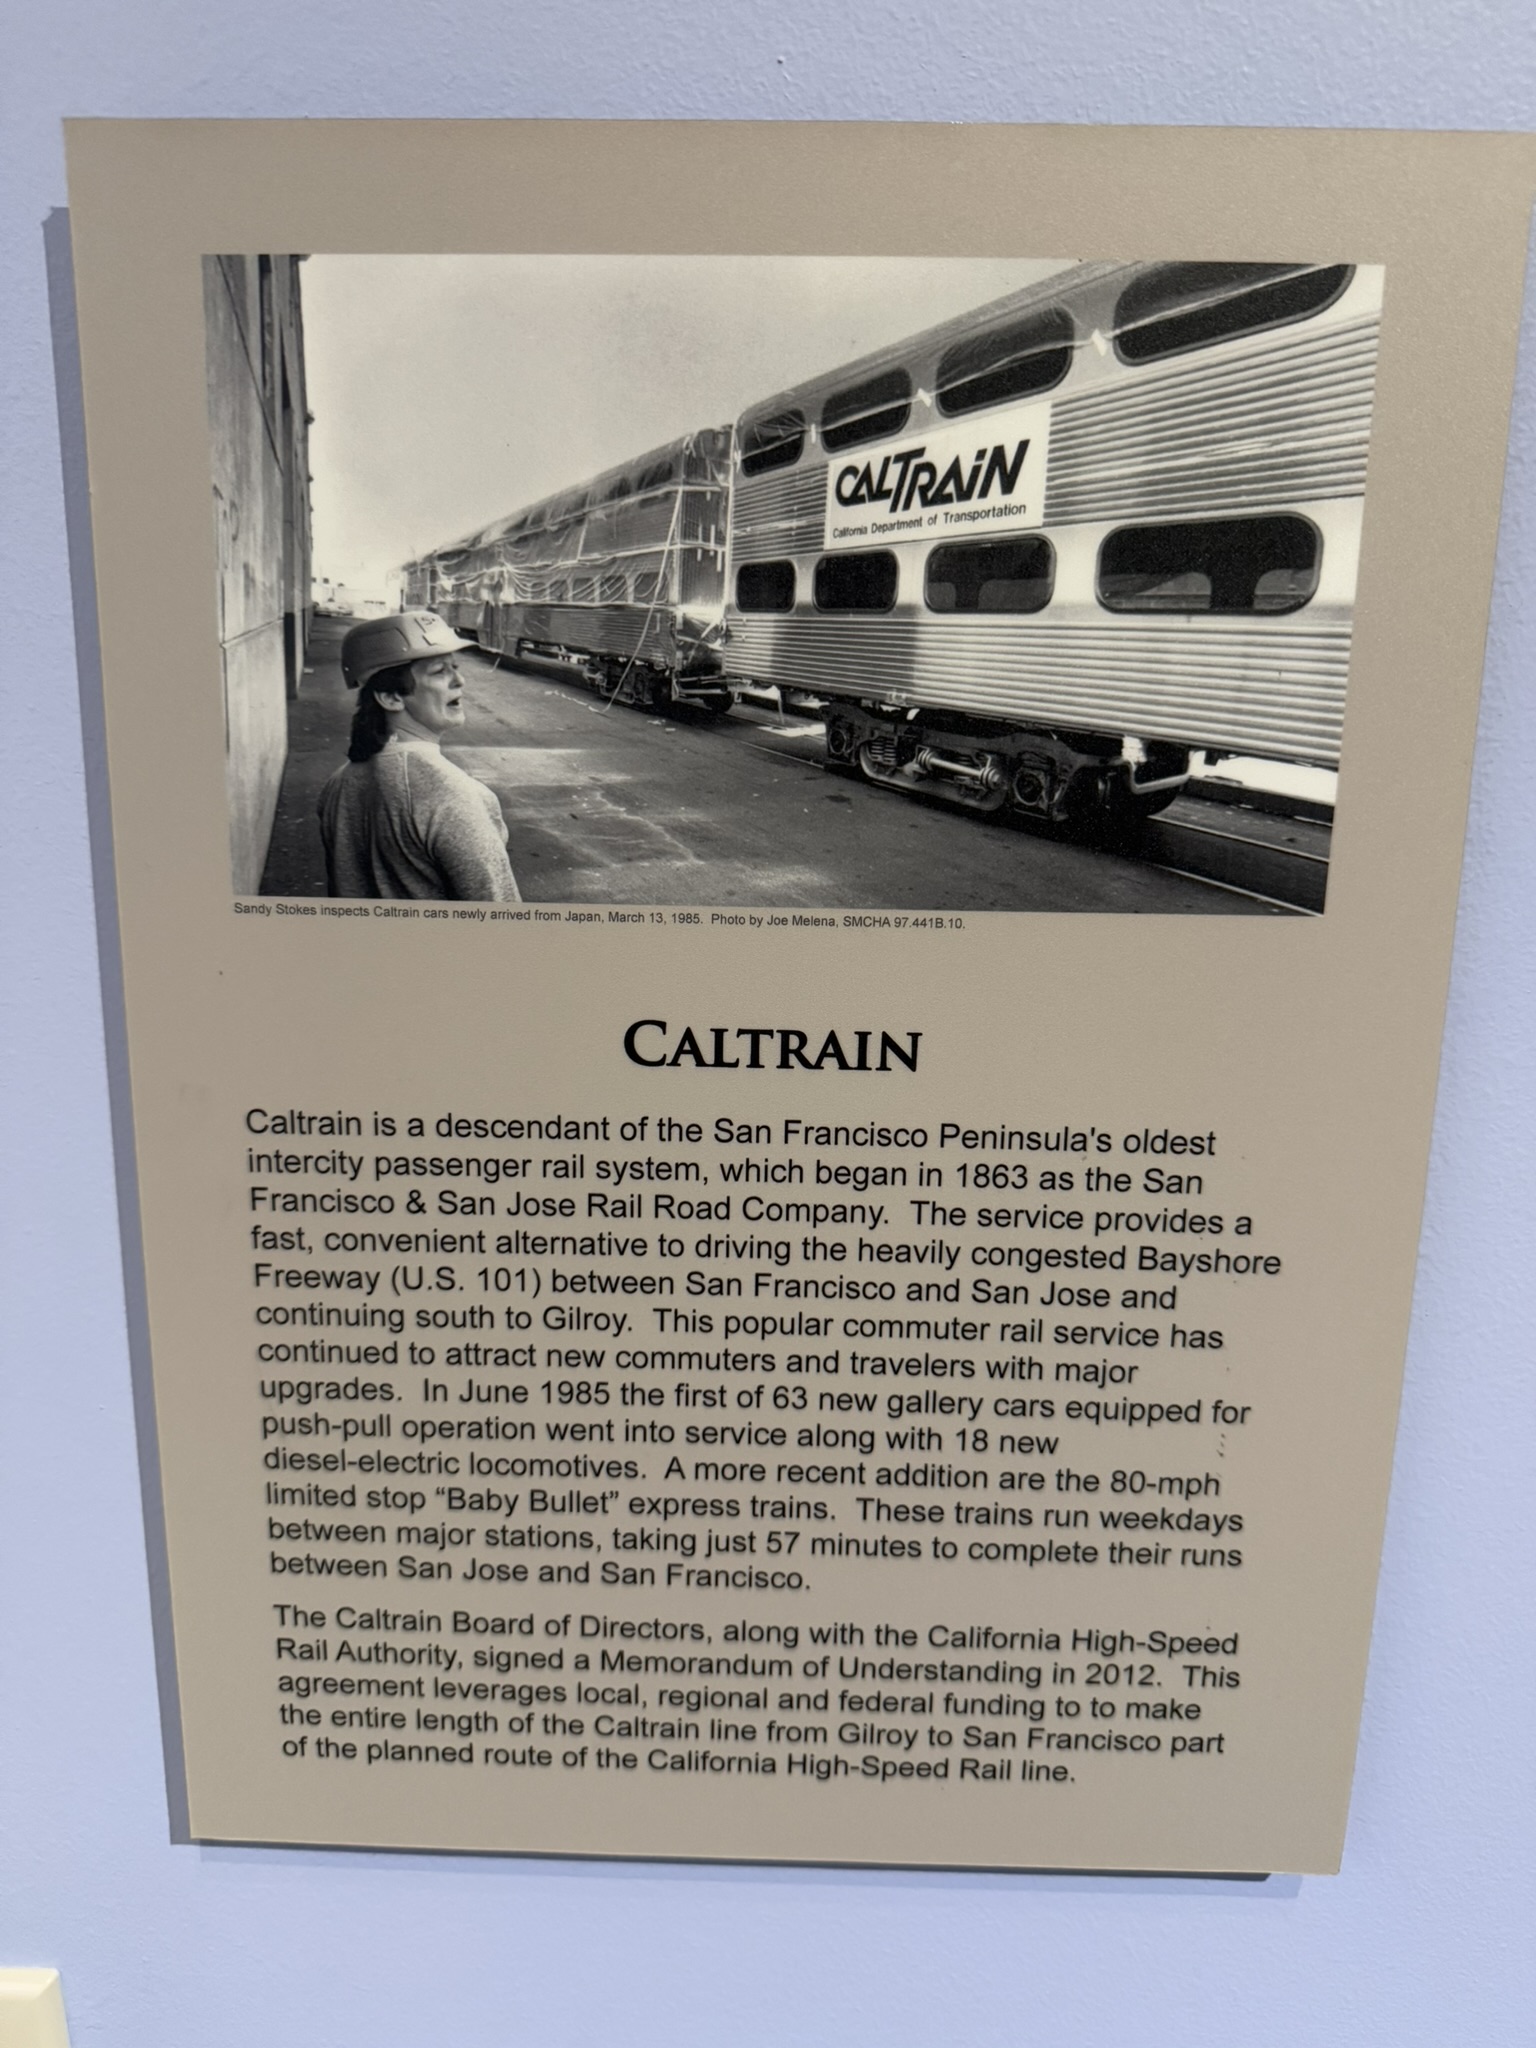 CALTRAIN
California Department of Transportation
Sandy Stokes inspects Caltrain cars newly arrived from Japan, March 13, 1985.  Photo by Joe Melena, SMCHA 97.441B.10.
CALTRAIN
Caltrain is a descendant of the San Francisco Peninsula's oldest
intercity passenger rail system, which began in 1863 as the San
Francisco & San Jose Rail Road Company.  The service provides a
fast, convenient alternative to driving the heavily congested Bayshore
Freeway (U.S. 101) between San Francisco and San Jose and
continuing south to Gilroy.  This popular commuter rail service has
continued to attract new commuters and travelers with major
upgrades.  In June 1985 the first of 63 new gallery cars equipped for
push-pull operation went into service along with 18 new
diesel-electric locomotives.  A more recent addition are the 80-mph
limited stop “Baby Bullet” express trains.  These trains run weekdays
between major stations, taking just 57 minutes to complete their runs
between San Jose and San Francisco.
The Caltrain Board of Directors, along with the California High-Speed
Rail Authority, signed a Memorandum of Understanding in 2012.  This
agreement leverages local, regional and federal funding to to make
the entire length of the Caltrain line from Gilroy to San Francisco part
of the planned route of the California High-Speed Rail line.